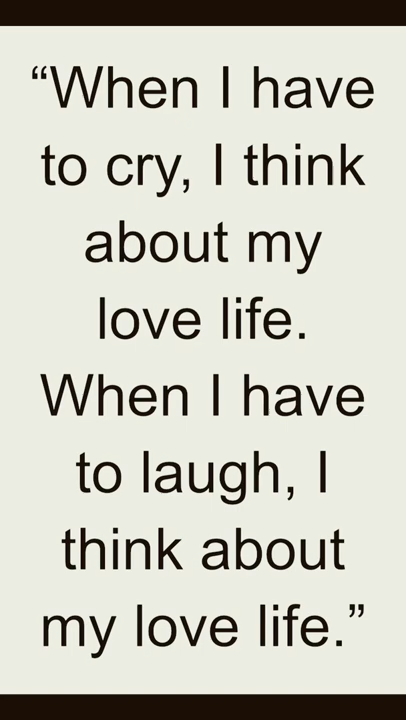 “When I have
to cry, I think
about my
love life.
When I have
to laugh, I
think about
my love life.”